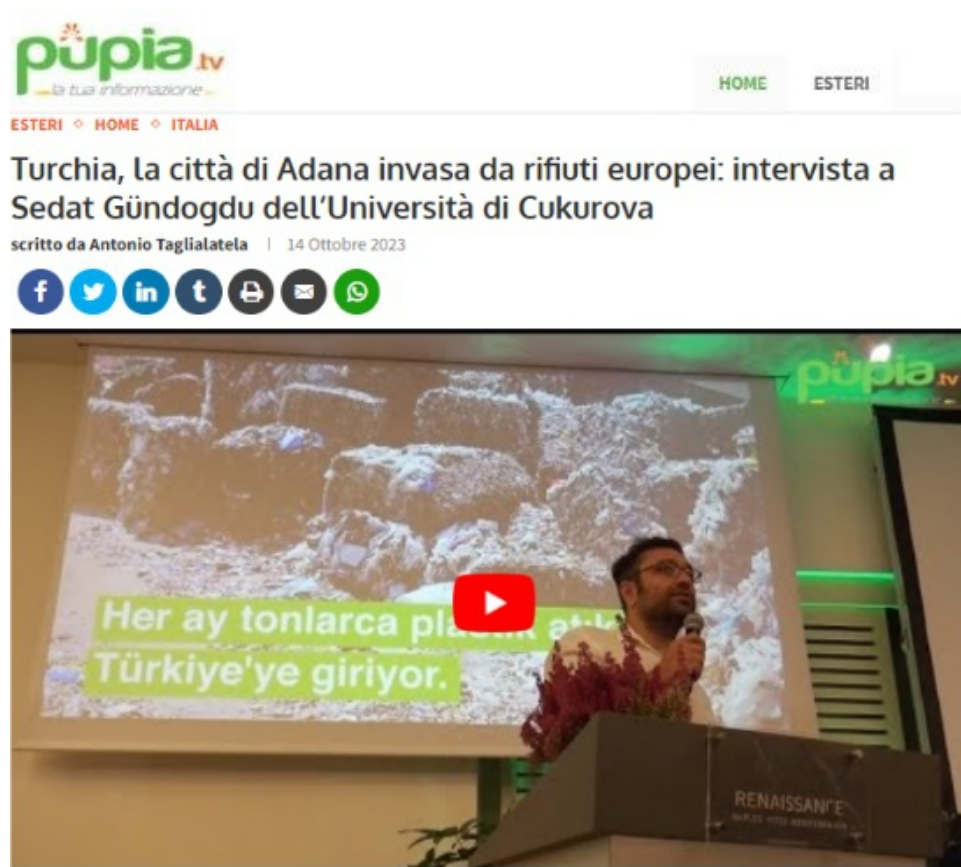 pupia.tv
la tua informazione
HOME ESTERI
ESTERI HOME ITALIA
Turchia, la città di Adana invasa da rifiuti europei: intervista a
Sedat Gündogdu dell'Università di Cukurova
scritto da Antonio Taglialatela | 14 Ottobre 2023
pupia.tv
Her ay tonlarca
Türkiye'ye giriyor.
RENAISSANCE